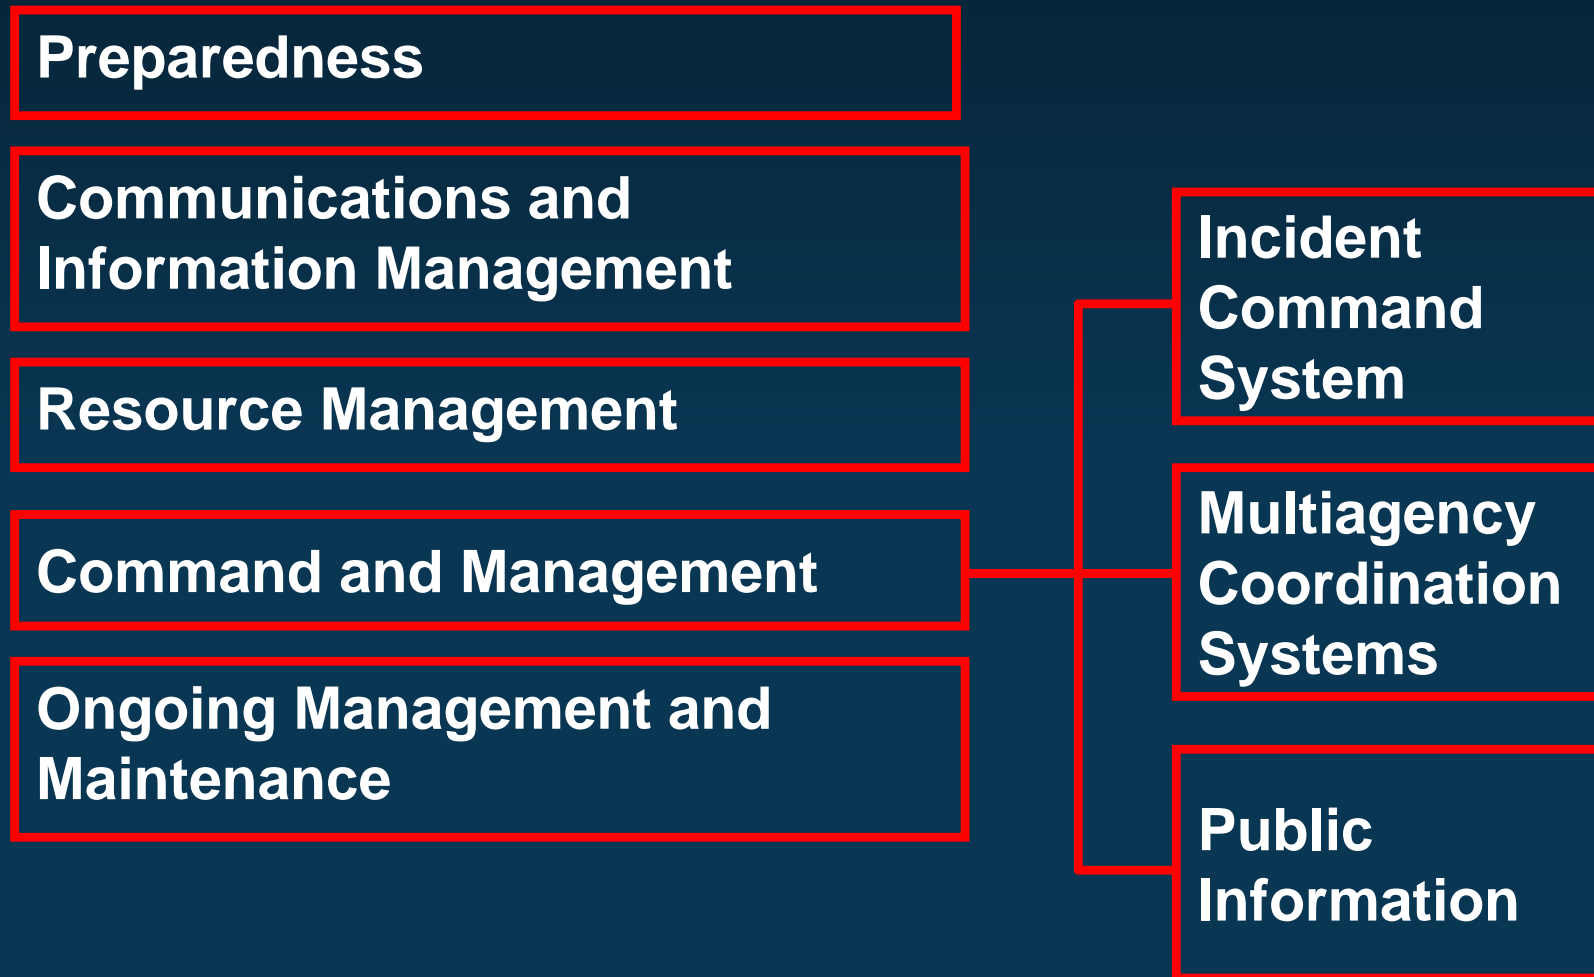 Preparedness
Communications and
Information Management
Resource Management
Command and Management
Ongoing Management and
Maintenance
Incident
Command
System
Multiagency
Coordination
Systems
Public
Information